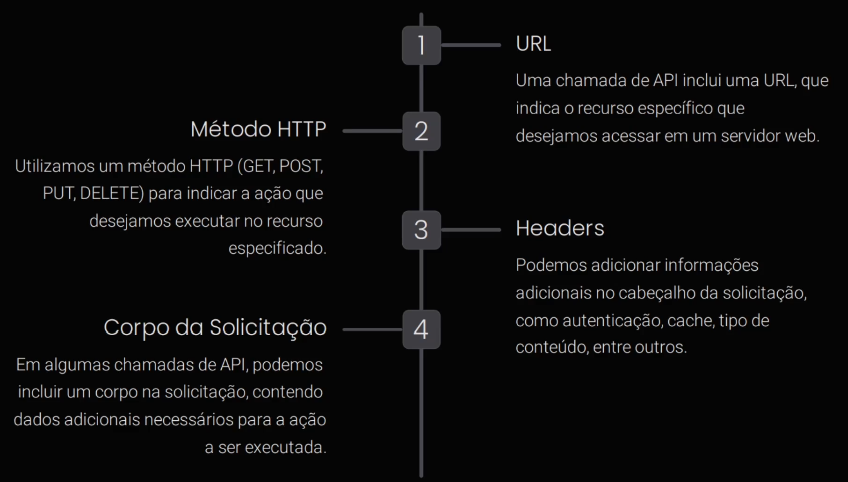 1
URL
Uma chamada de API inclui uma URL, que
indica o recurso específico que
desejamos acessar em um servidor web.
Método HTTP
2
Utilizamos um método HTTP (GET, POST,
PUT, DELETE) para indicar a ação que
desejamos executar no recurso
especificado.
3
Headers
Podemos adicionar informações
adicionais no cabeçalho da solicitação,
como autenticação, cache, tipo de
conteúdo, entre outros.
Corpo da Solicitação
4
Em algumas chamadas de API, podemos
incluir um corpo na solicitação, contendo
dados adicionais necessários para a ação
a ser executada.